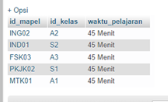 + Opsi
id_mapel id_kelas waktu_pelajaran
ING02 A2 45 Menit
IND01 S2 45 Menit
FSK03 A3 45 Menit
PKJK02 S1 45 Menit
MTK01 A1 45 Menit